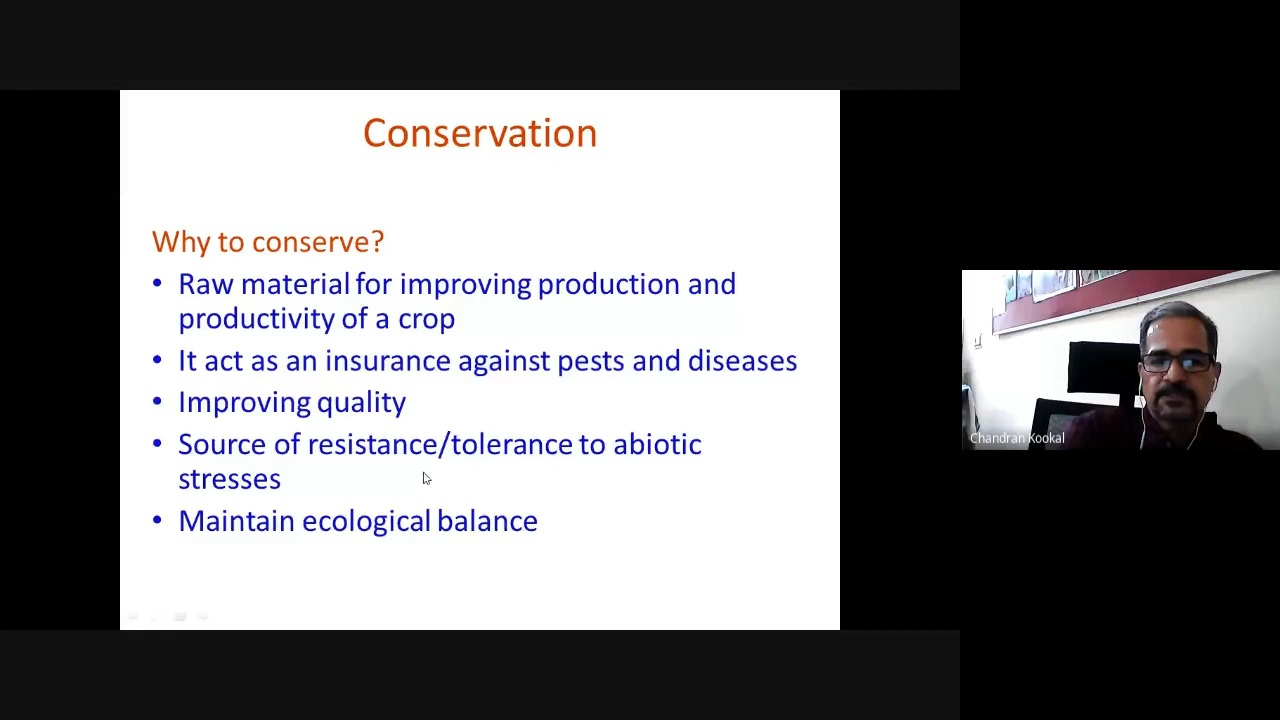 Conservation
Why to conserve?
• Raw material for improving production and
productivity of a crop
• It act as an insurance against pests and diseases
• Improving quality
• Source of resistance/tolerance to abiotic
stresses
• Maintain ecological balance
Chandran Kookal